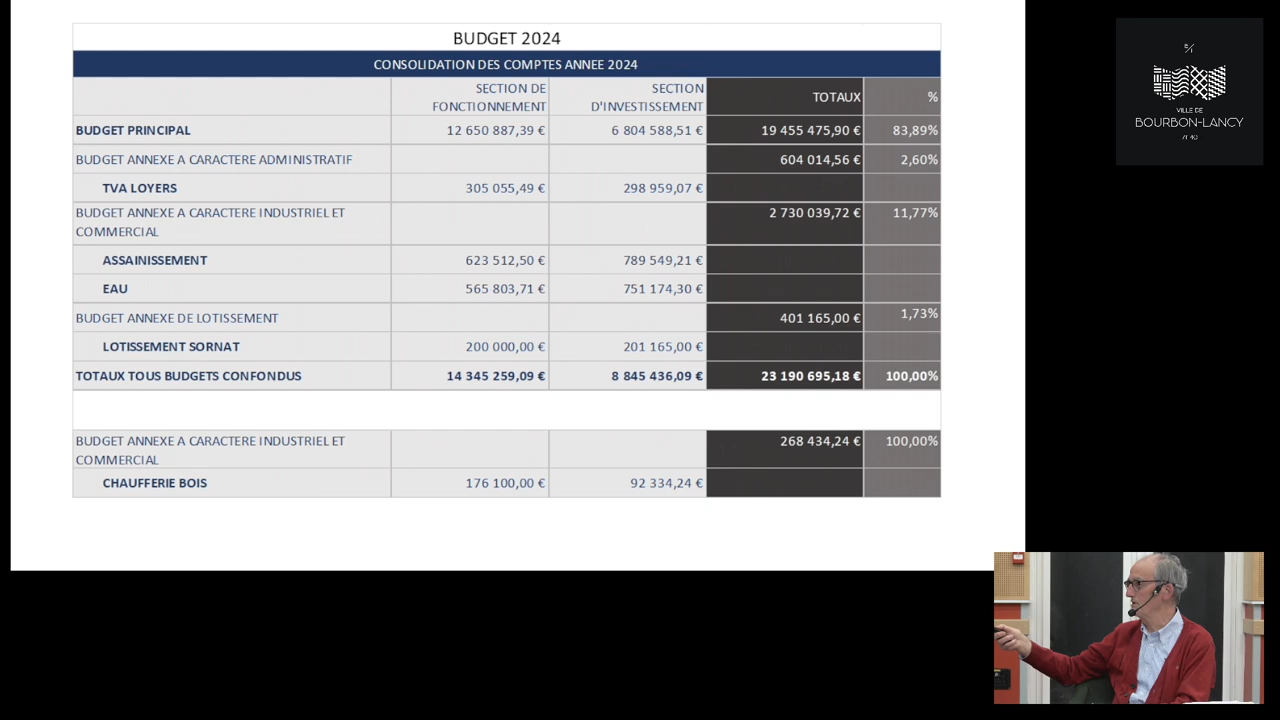 BUDGET 2024
CONSOLIDATION DES COMPTES ANNEE 2024
SECTION DE FONCTIONNEMENT SECTION D'INVESTISSEMENT TOTAUX %
BUDGET PRINCIPAL 12 650 887,39 € 6 804 588,51 € 19 455 475,90 € 83,89%
BUDGET ANNEXE A CARACTERE ADMINISTRATIF 604 014,56 € 2,60%
TVA LOYERS 305 055,49 € 298 959,07 €
BUDGET ANNEXE A CARACTERE INDUSTRIEL ET 2 730 039,72 € 11,77%
COMMERCIAL
ASSAINISSEMENT 623 512,50 € 789 549,21 €
EAU 565 803,71 € 751 174,30 €
BUDGET ANNEXE DE LOTISSEMENT 401 165,00 € 1,73%
LOTISSEMENT SORNAT 200 000,00 € 201 165,00 €
TOTAUX TOUS BUDGETS CONFONDUS 14 345 259,09 € 8 845 436,09 € 23 190 695,18 € 100,00%
BUDGET ANNEXE A CARACTERE INDUSTRIEL ET 268 434,24 € 100,00%
COMMERCIAL
CHAUFFERIE BOIS 176 100,00 € 92 334,24 €
VILLE DE
BOURBON-LANCY